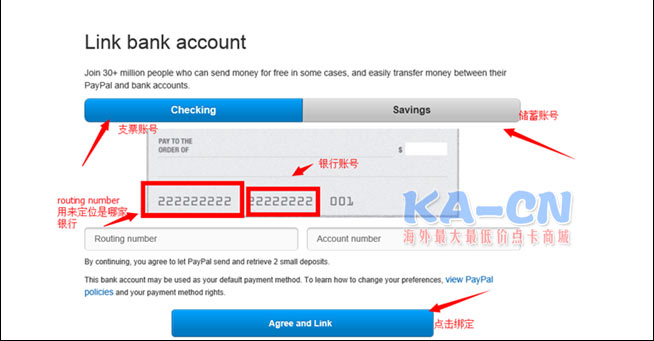 Link bank account
Join 30+ million people who can send money for free in some cases, and easily transfer money between their
PayPal and bank accounts.
Checking
Savings
支票账号
储蓄账号
PAY TO THE
ORDER OF
$
银行账号
routing number
用来定位是哪家
银行
222222222 22222222 001
KA-CN
海外最大最低价点卡商城
Routing number
Account number
By continuing, you agree to let PayPal send and retrieve 2 small deposits.
This bank account may be used as your default payment method. To learn how to change your preferences, view PayPal
policies and your payment method rights.
Agree and Link
点击绑定